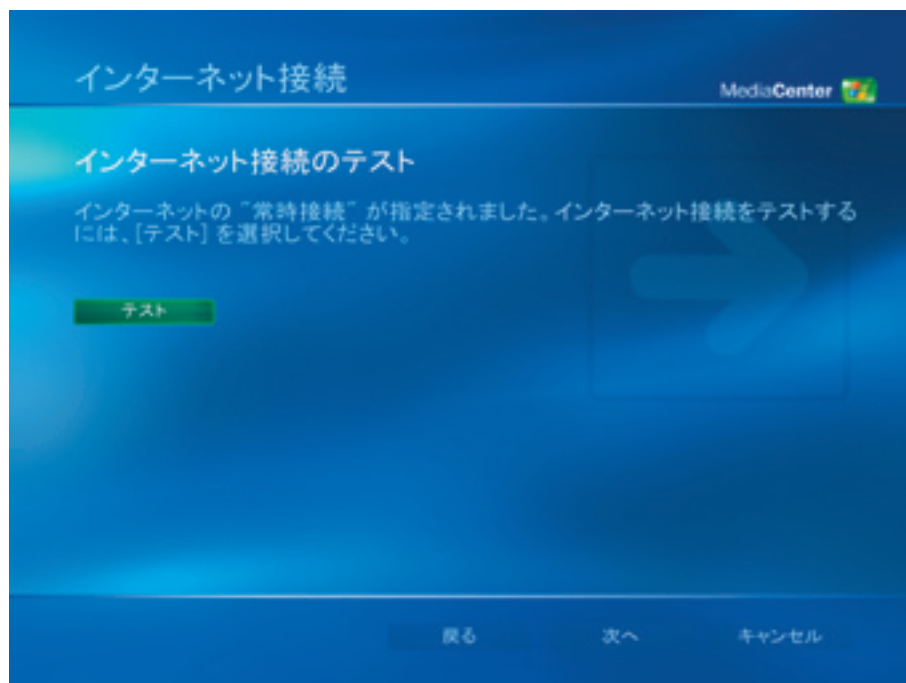 インターネット接続
MediaCenter
インターネット接続のテスト
インターネットの "常時接続" が指定されました。インターネット接続をテストする
には、[テスト] を選択してください。
テスト
戻る 次へ キャンセル